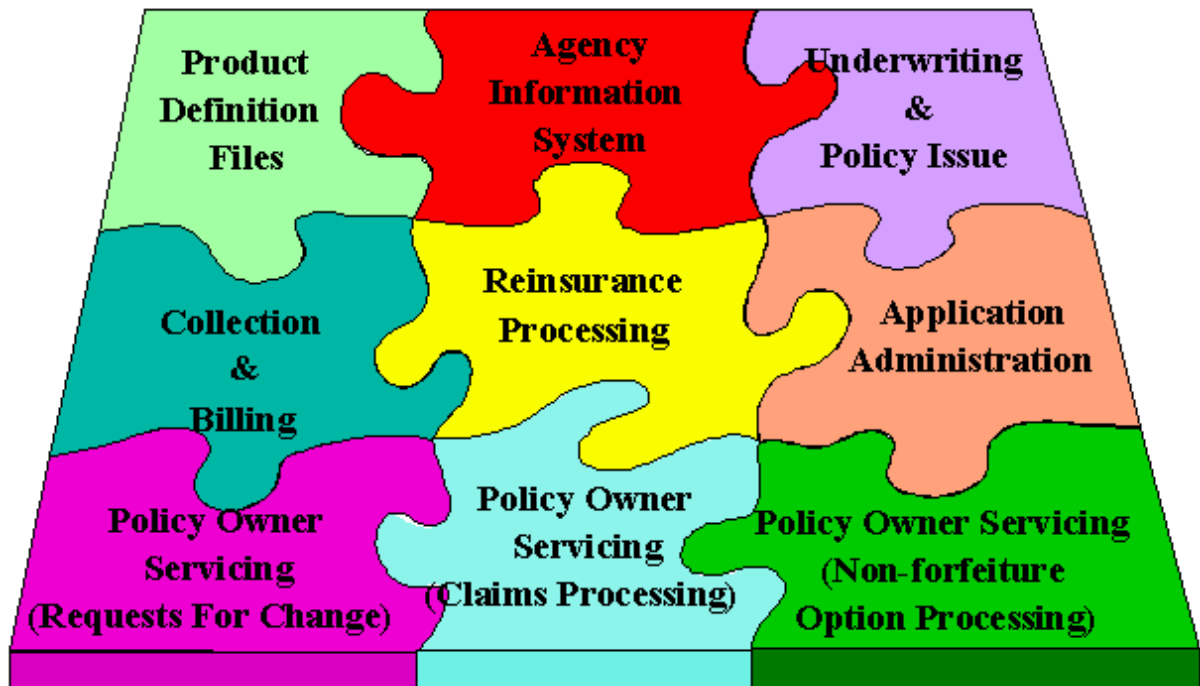 Product
Definition
Files
Agency
Information
System
Underwriting
&
Policy Issue
Collection
&
Billing
Reinsurance
Processing
Application
Administration
Policy Owner
Servicing
(Requests For Change)
Policy Owner
Servicing
(Claims Processing)
Policy Owner Servicing
(Non-forfeiture
Option Processing)